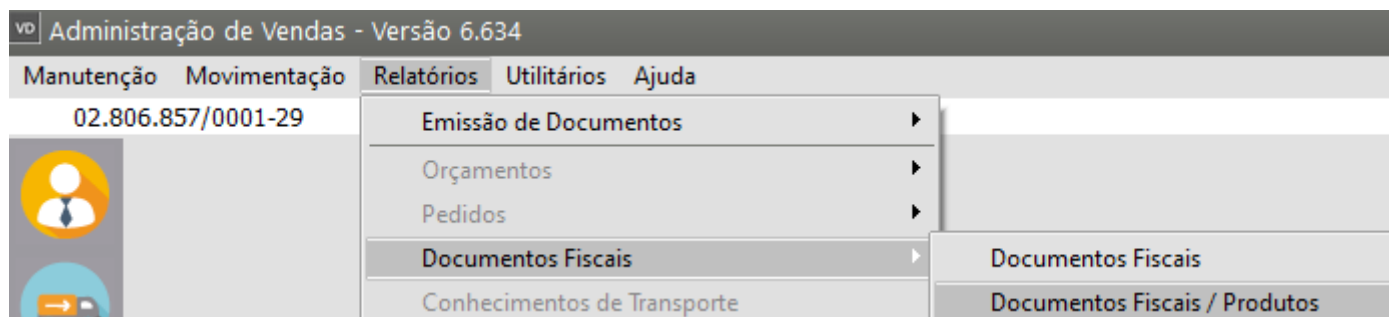 VD Administração de Vendas - Versão 6.634
Manutenção Movimentação Relatórios Utilitários Ajuda
02.806.857/0001-29
Emissão de Documentos
Orçamentos
Pedidos
Documentos Fiscais
Documentos Fiscais
Conhecimentos de Transporte
Documentos Fiscais / Produtos